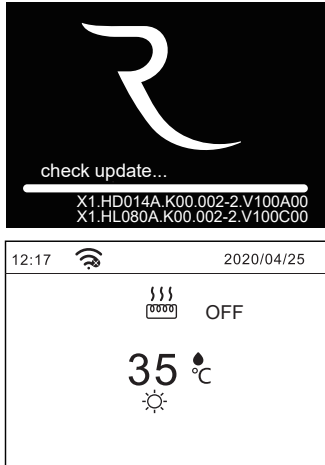 check update...
X1.HD014A.K00.002-2.V100A00
X1.HL080A.K00.002-2.V100C00
12:17 2020/04/25
OFF
35 °C